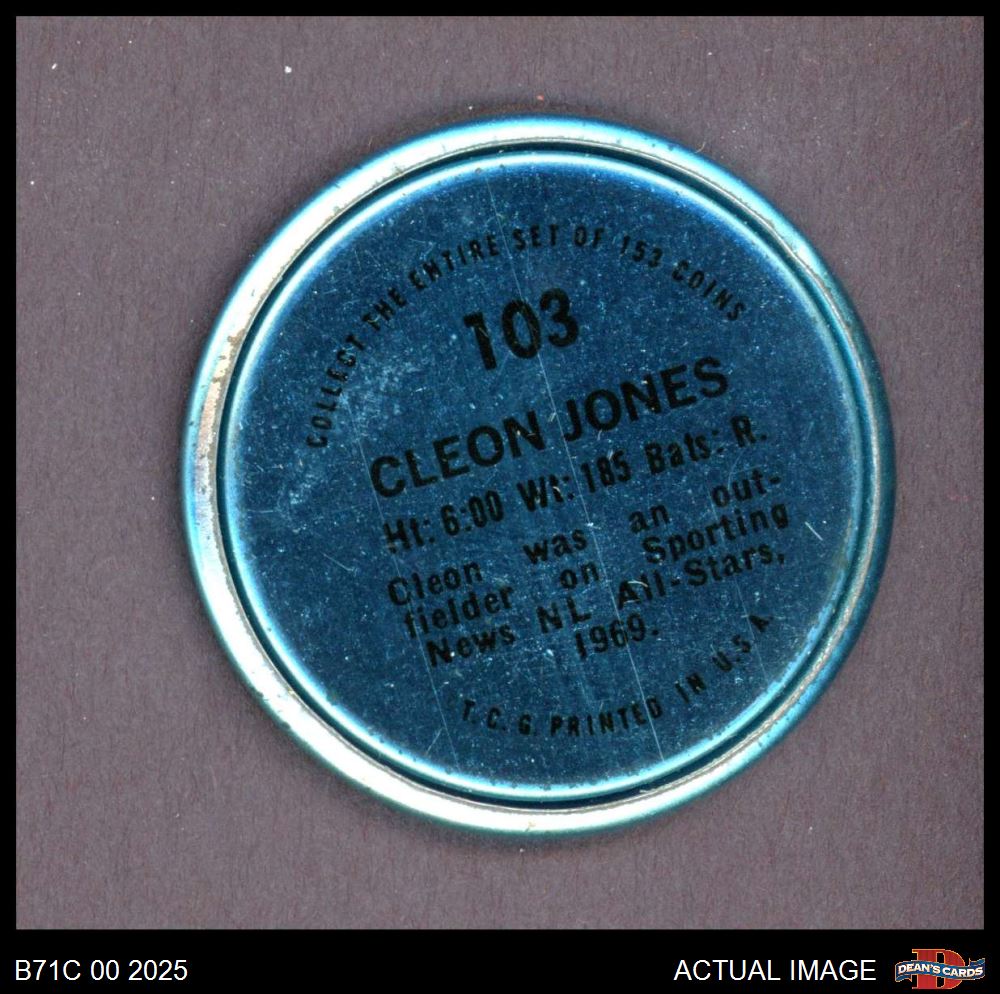 COLLECT THE ENTIRE SET OF 153 COINS
103
CLEON JONES
Ht: 6:00 Wt: 185 Bats: R.
Cleon was an out-
fielder on Sporting
News NL All-Stars,
1969.
T.C.G. PRINTED IN U.S.A.
B71C 00 2025
ACTUAL IMAGE
DEAN'S CARDS